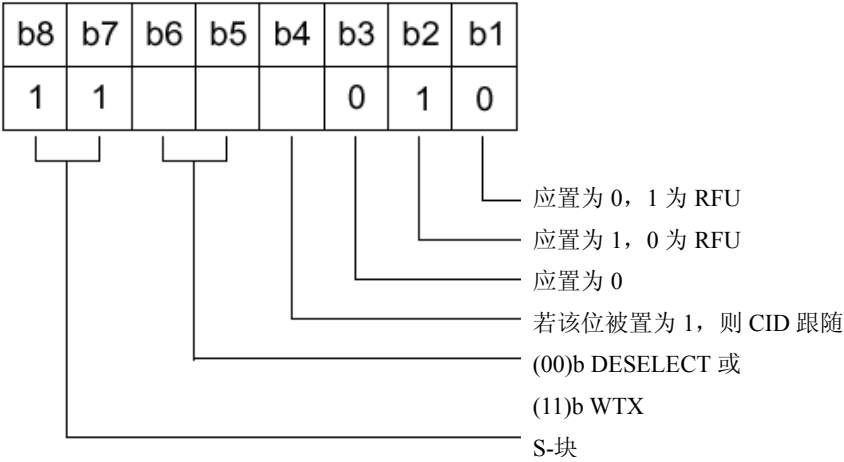 b8 b7 b6 b5 b4 b3 b2 b1
1 1 0 1 0
应置为 0，1 为 RFU
应置为 1，0 为 RFU
应置为 0
若该位被置为 1，则 CID 跟随
(00)b DESELECT 或
(11)b WTX
S-块